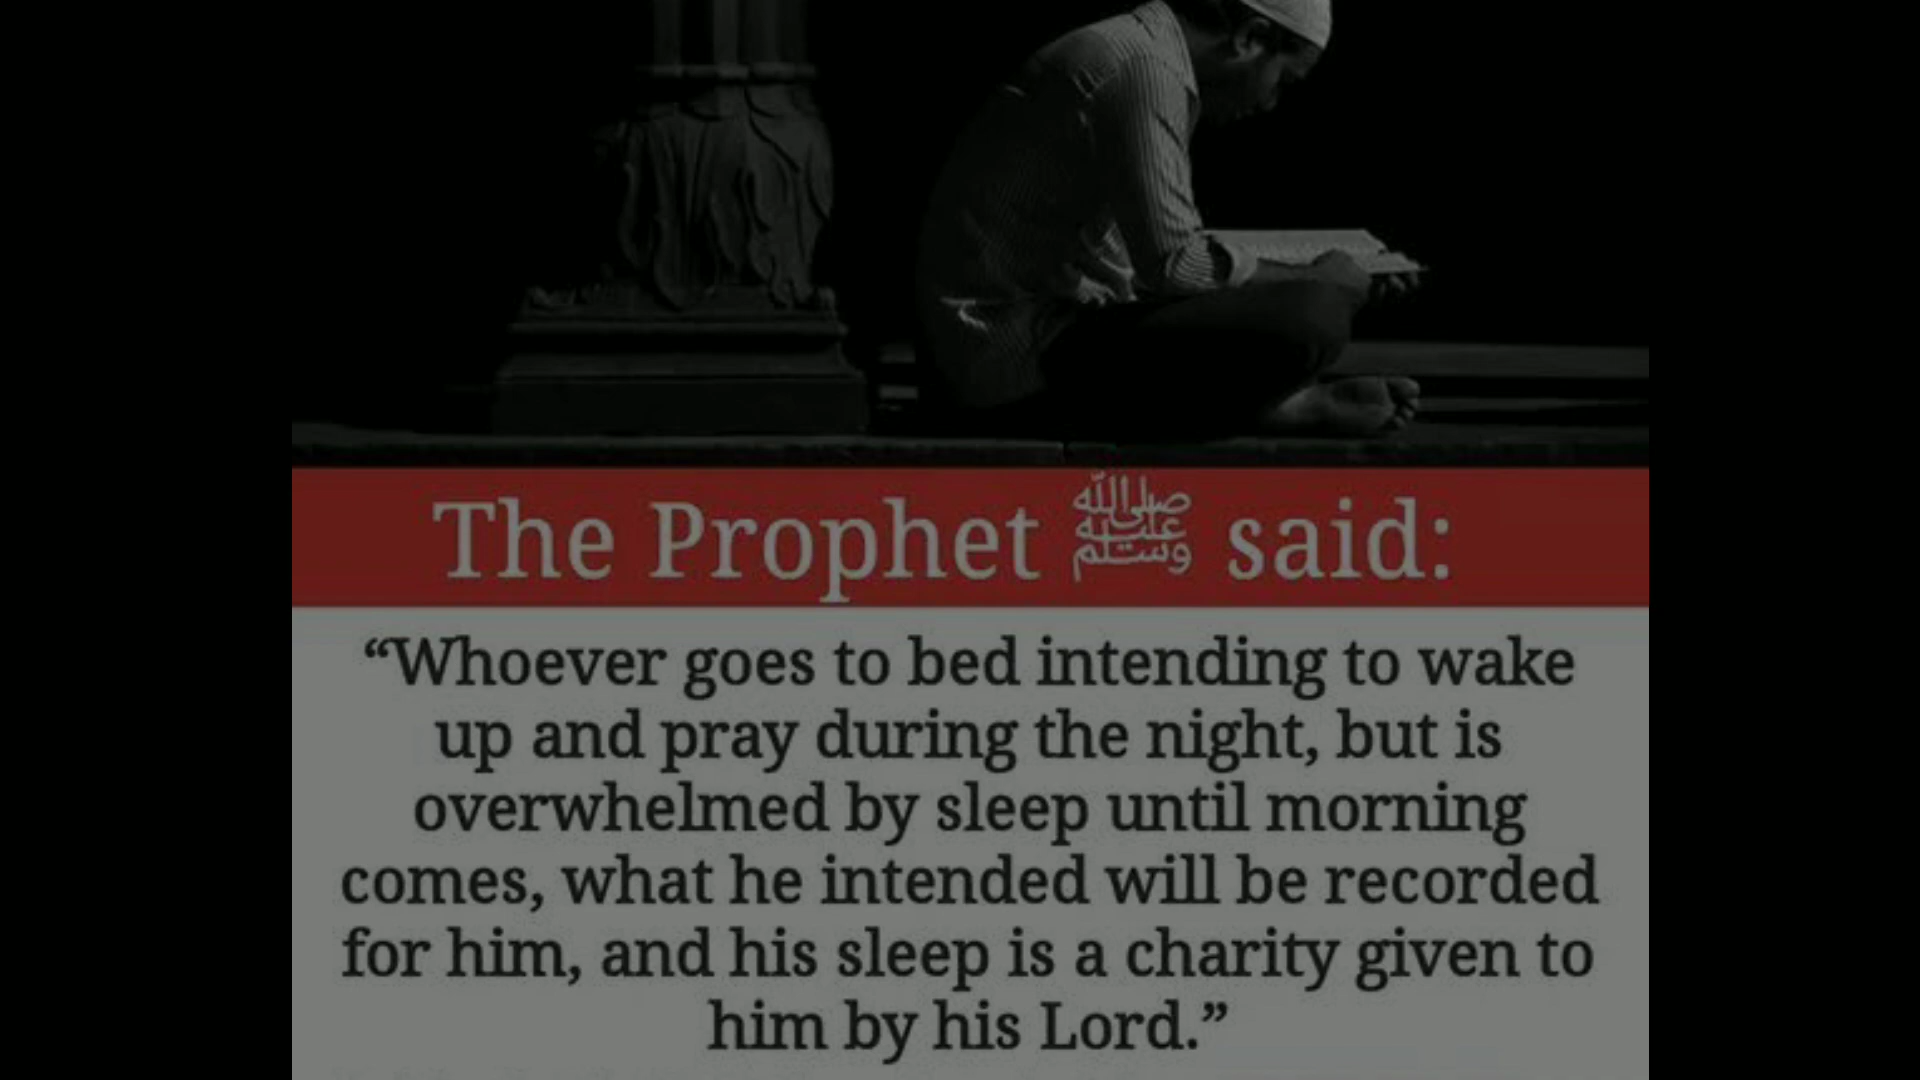 The Prophet ﷺ said:
“Whoever goes to bed intending to wake
up and pray during the night, but is
overwhelmed by sleep until morning
comes, what he intended will be recorded
for him, and his sleep is a charity given to
him by his Lord.”